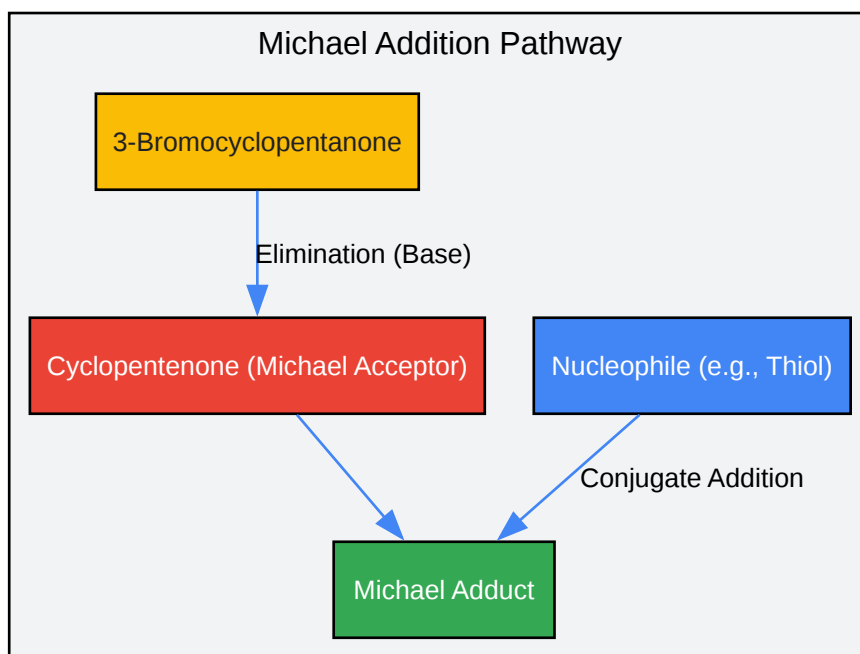 Michael Addition Pathway
3-Bromocyclopentanone
Elimination (Base)
Cyclopentenone (Michael Acceptor)
Nucleophile (e.g., Thiol)
Conjugate Addition
Michael Adduct